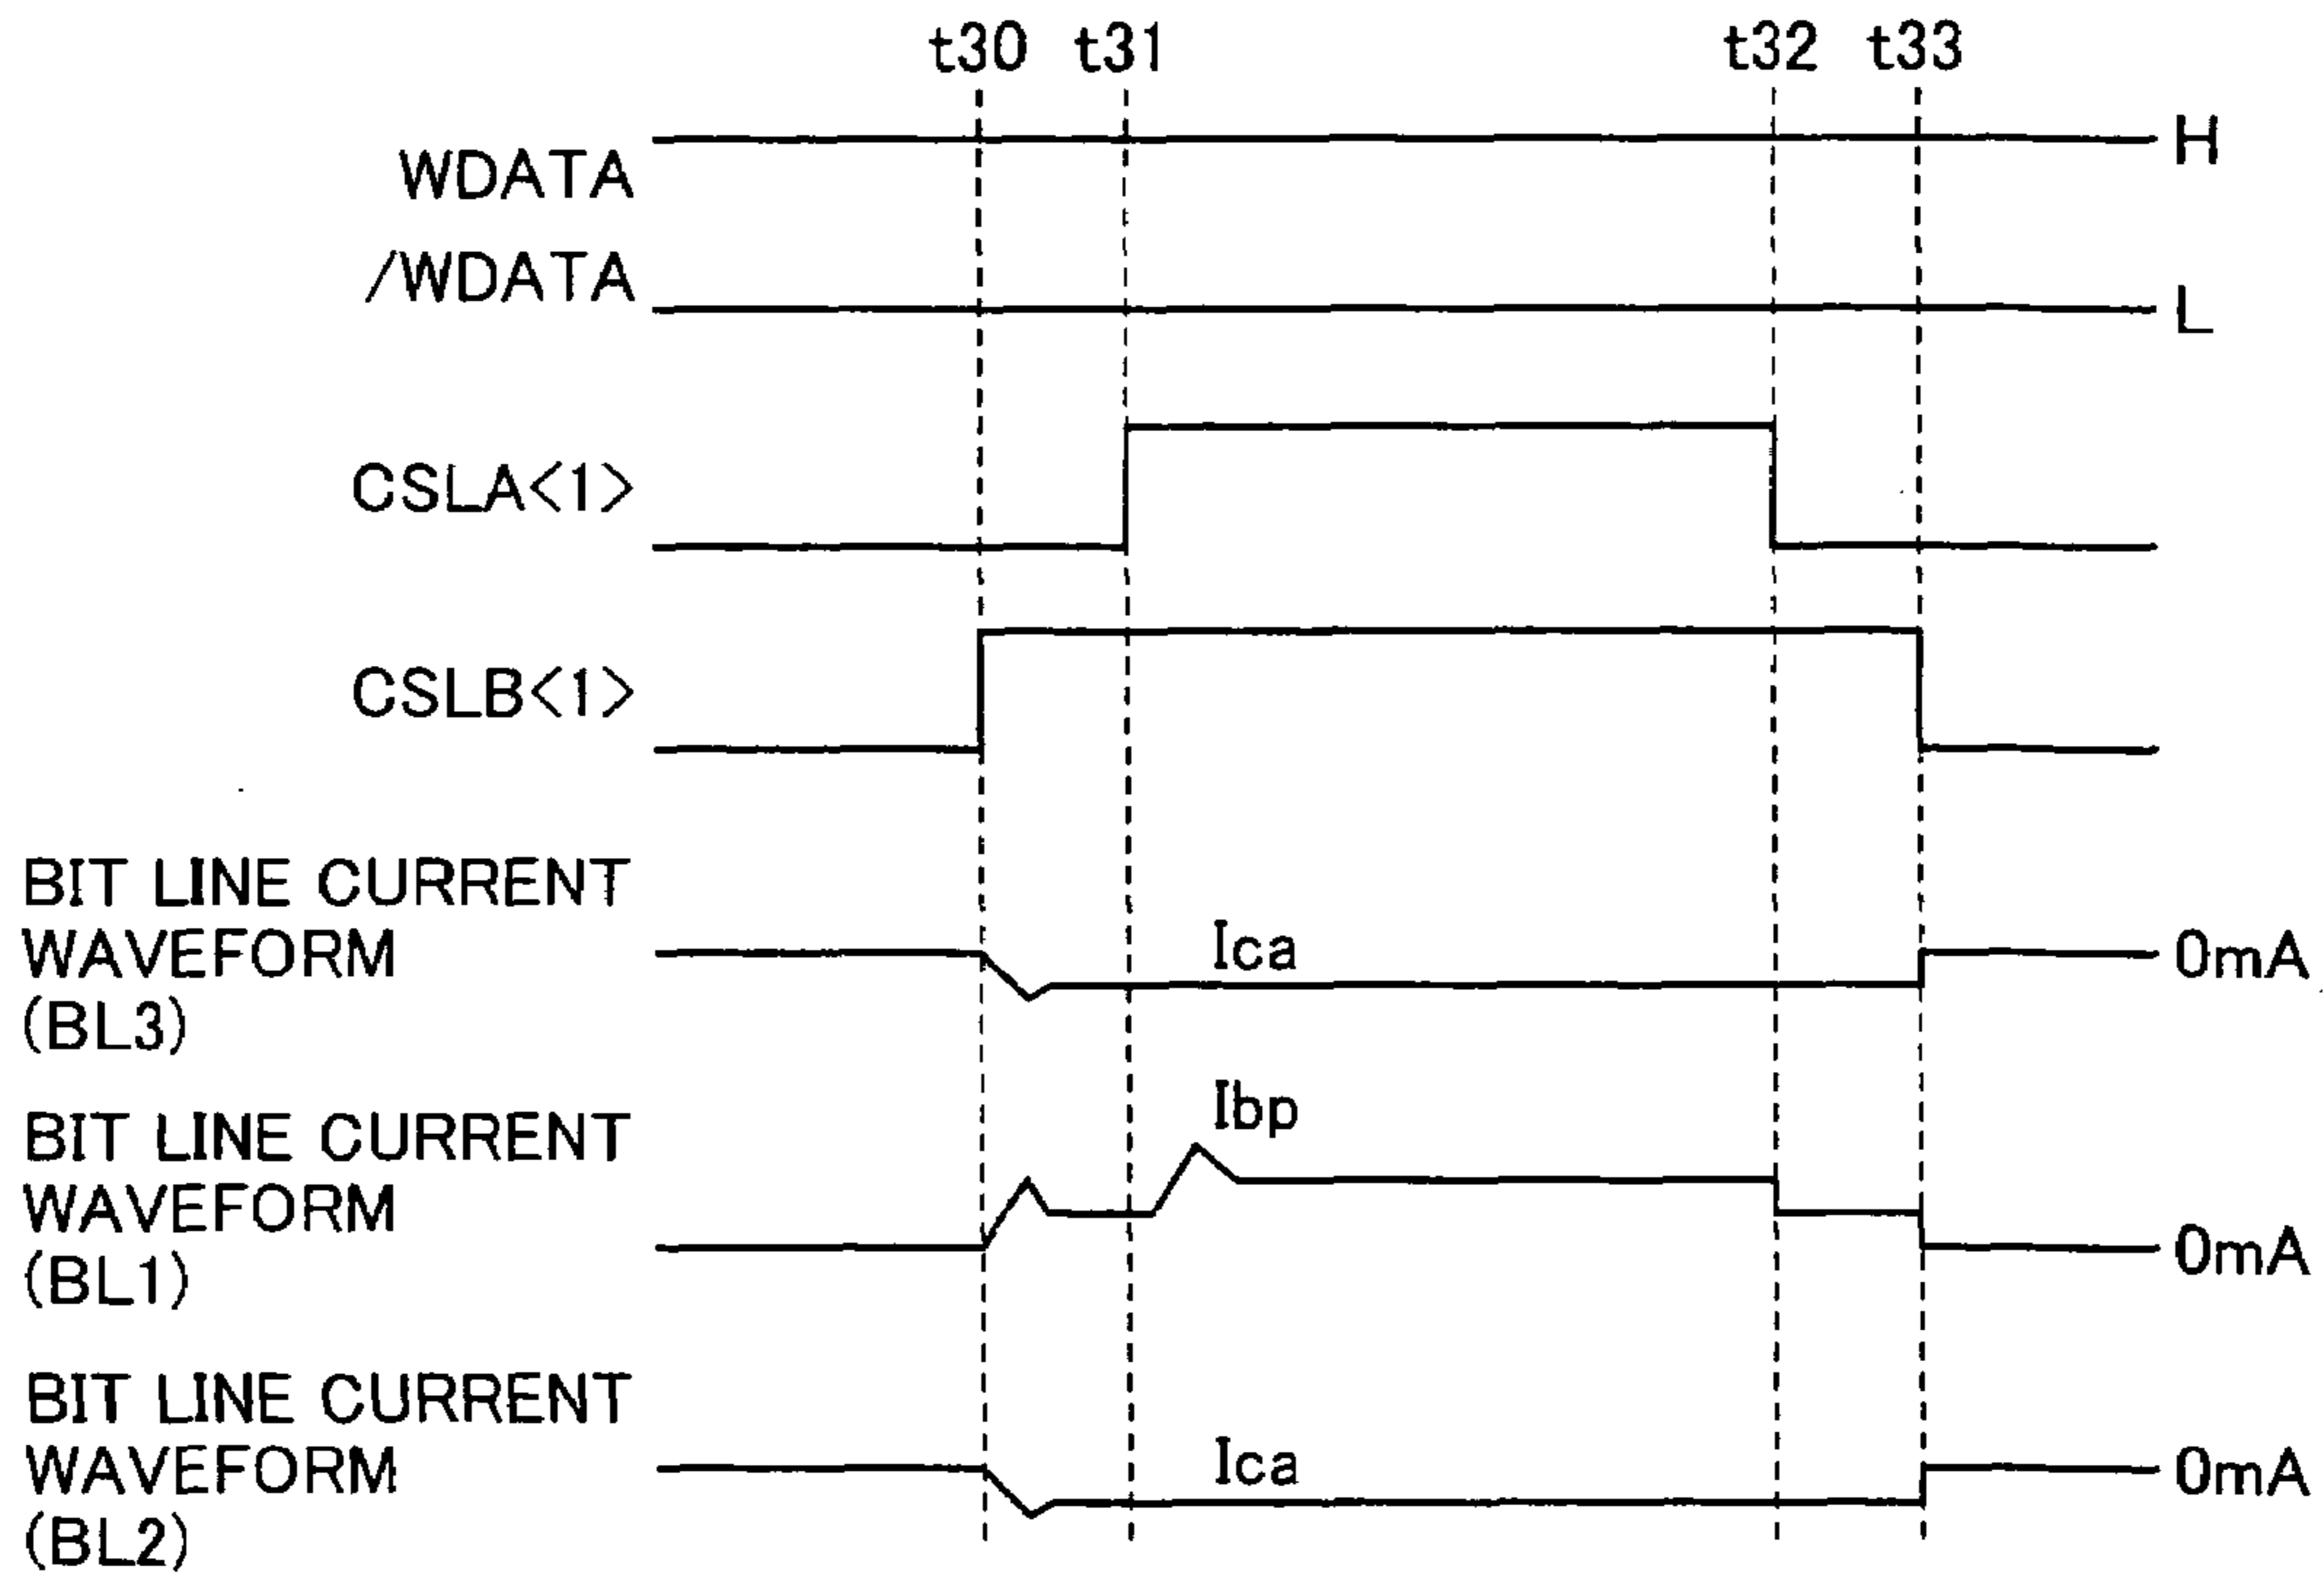 t30 t31 t32 t33
WDATA H
/WDATA L
CSLA<1>
CSLB<1>
BIT LINE CURRENT
WAVEFORM Ica 0mA
(BL3)
Ibp
BIT LINE CURRENT
WAVEFORM 0mA
(BL1)
BIT LINE CURRENT
WAVEFORM Ica 0mA
(BL2)